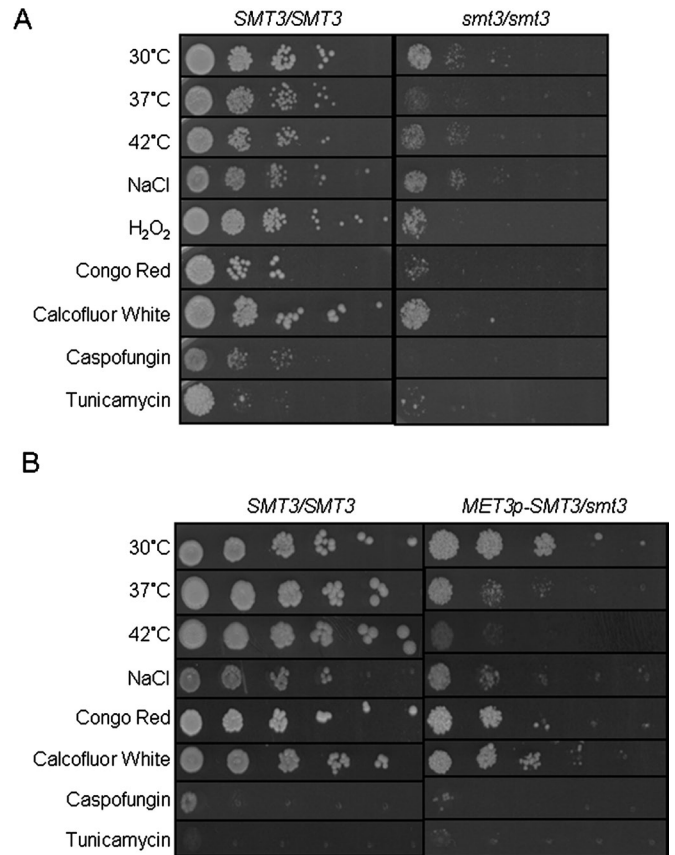 A
SMT3/SMT3 smt3/smt3
30°C
37°C
42°C
NaCl
H₂O₂
Congo Red
Calcofluor White
Caspofungin
Tunicamycin
B
SMT3/SMT3 MET3p-SMT3/smt3
30°C
37°C
42°C
NaCl
Congo Red
Calcofluor White
Caspofungin
Tunicamycin